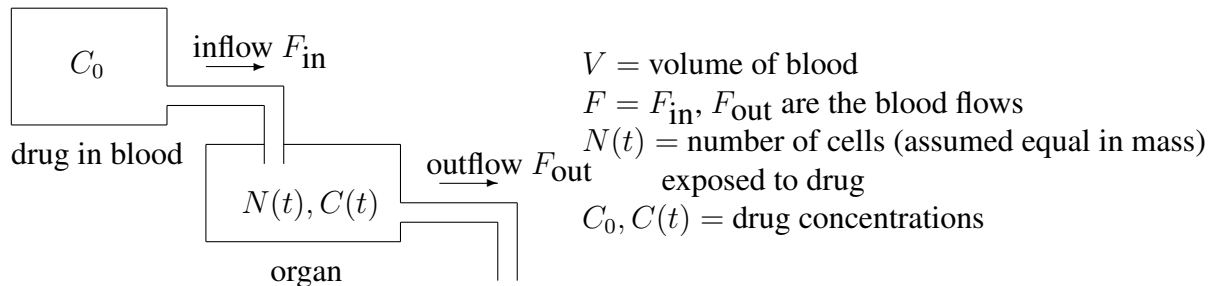 C₀
inflow F_in
drug in blood
N(t), C(t)
outflow F_out
organ
V = volume of blood
F = F_in, F_out are the blood flows
N(t) = number of cells (assumed equal in mass)
exposed to drug
C₀, C(t) = drug concentrations